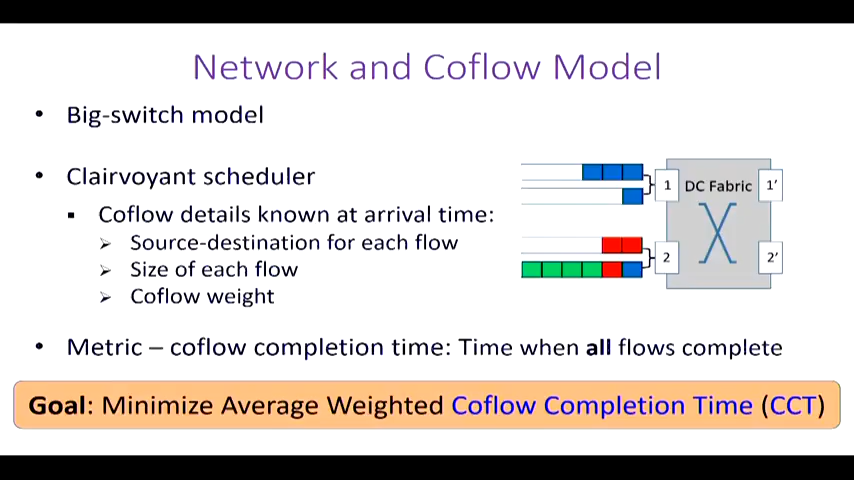 Network and Coflow Model
• Big-switch model
• Clairvoyant scheduler
▪ Coflow details known at arrival time:
➢ Source-destination for each flow
➢ Size of each flow
➢ Coflow weight
1 DC Fabric 1'
2 2'
• Metric – coflow completion time: Time when all flows complete
Goal: Minimize Average Weighted Coflow Completion Time (CCT)